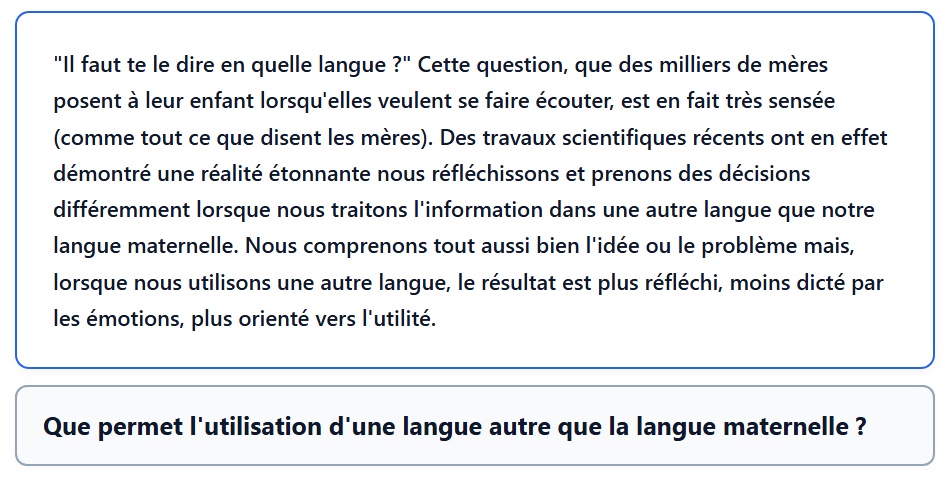 "Il faut te le dire en quelle langue ?" Cette question, que des milliers de mères
posent à leur enfant lorsqu'elles veulent se faire écouter, est en fait très sensée
(comme tout ce que disent les mères). Des travaux scientifiques récents ont en effet
démontré une réalité étonnante nous réfléchissons et prenons des décisions
différemment lorsque nous traitons l'information dans une autre langue que notre
langue maternelle. Nous comprenons tout aussi bien l'idée ou le problème mais,
lorsque nous utilisons une autre langue, le résultat est plus réfléchi, moins dicté par
les émotions, plus orienté vers l'utilité.
Que permet l'utilisation d'une langue autre que la langue maternelle ?